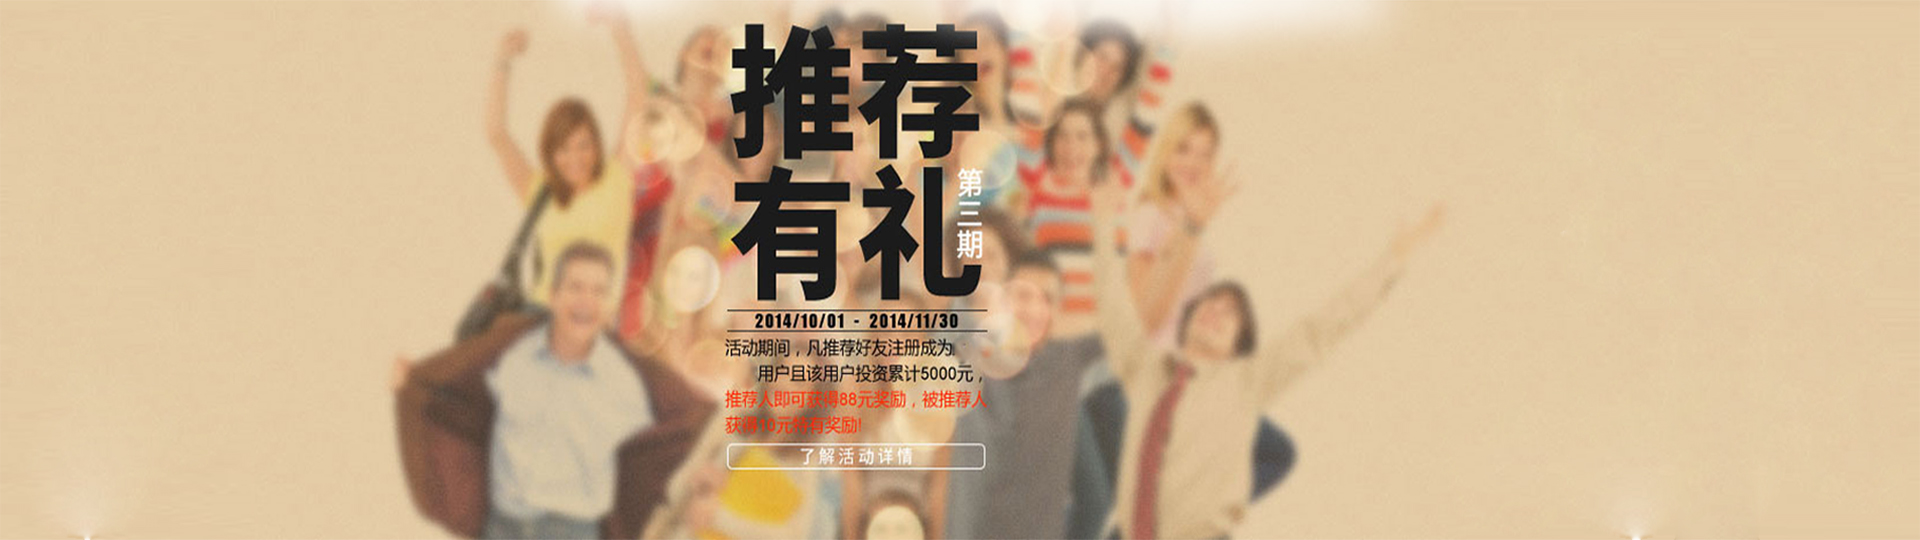 推荐
有礼
第三期
2014/10/01 - 2014/11/30
活动期间，凡推荐好友注册成为
用户且该用户投资累计5000元，
推荐人即可获得88元奖励，被推荐人
获得10元特有奖励!
了解活动详情